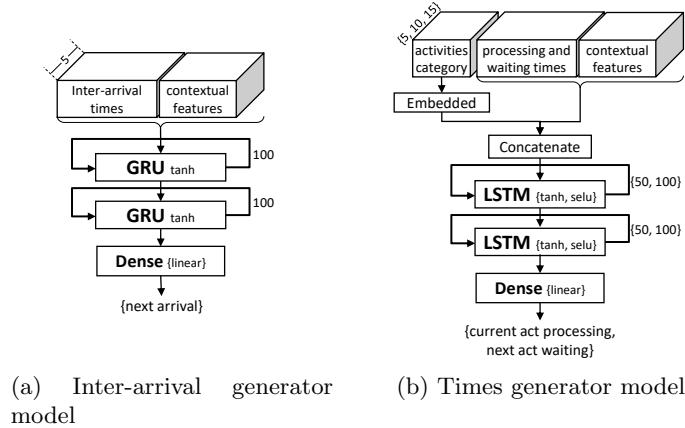 5
Inter-arrival times
contextual features
GRU tanh
100
GRU tanh
100
Dense {linear}
{next arrival}
(a) Inter-arrival generator
model
{5, 10, 15}
activities category
processing and waiting times
contextual features
Embedded
Concatenate
LSTM {tanh, selu}
{50, 100}
LSTM {tanh, selu}
{50, 100}
Dense {linear}
{current act processing,
next act waiting}
(b) Times generator model